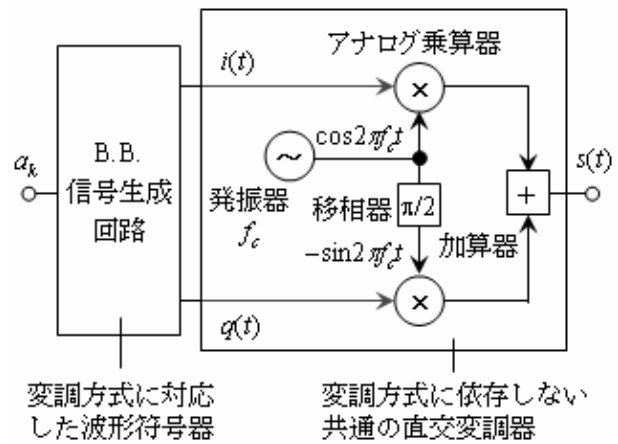 アナログ乗算器
i(t)
×
B.B.
信号生成
回路
a_k
cos2πf_ct
～
発振器
f_c
移相器
π/2
加算器
+
s(t)
−sin2πf_ct
×
q(t)
変調方式に対応
した波形符号器
変調方式に依存しない
共通の直交変調器